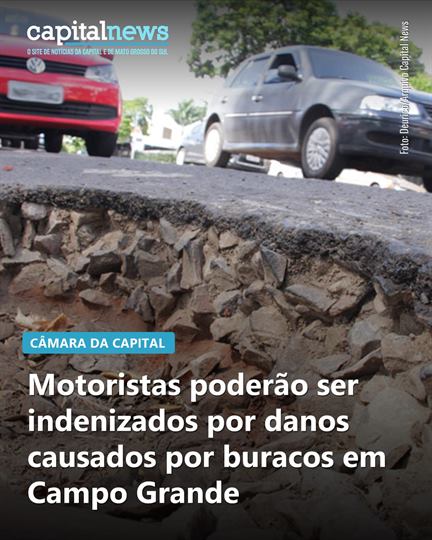 capitalnews
O SITE DE NOTÍCIAS DA CAPITAL E DE MATO GROSSO DO SUL
Foto: Deurico/Arquivo Capital News
CÂMARA DA CAPITAL
Motoristas poderão ser
indenizados por danos
causados por buracos em
Campo Grande